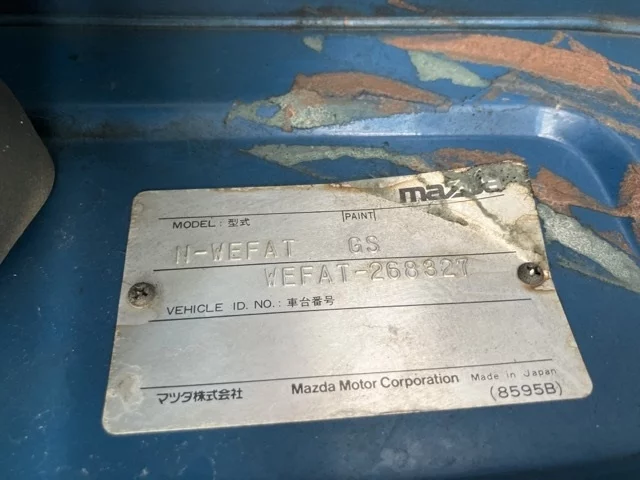 mazda
MODEL: 型式 PAINT
N-WEFAT GS
WEFAT-268327
VEHICLE ID. NO.: 車台番号
マツダ株式会社 Mazda Motor Corporation Made in Japan
(8595B)